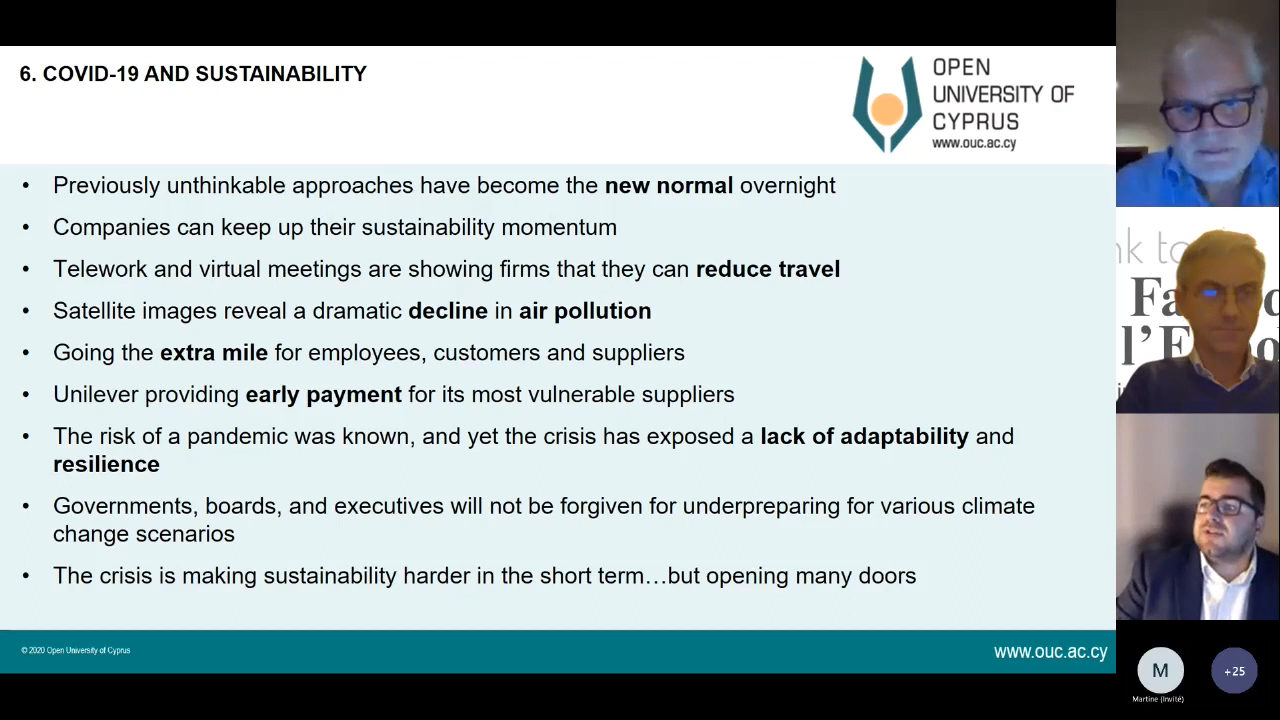 6. COVID-19 AND SUSTAINABILITY
OPEN
UNIVERSITY OF
CYPRUS
www.ouc.ac.cy
• Previously unthinkable approaches have become the new normal overnight
• Companies can keep up their sustainability momentum
• Telework and virtual meetings are showing firms that they can reduce travel
• Satellite images reveal a dramatic decline in air pollution
• Going the extra mile for employees, customers and suppliers
• Unilever providing early payment for its most vulnerable suppliers
• The risk of a pandemic was known, and yet the crisis has exposed a lack of adaptability and
resilience
• Governments, boards, and executives will not be forgiven for underpreparing for various climate
change scenarios
• The crisis is making sustainability harder in the short term…but opening many doors
© 2020 Open University of Cyprus
www.ouc.ac.cy
M
+25
Martine (Invité)